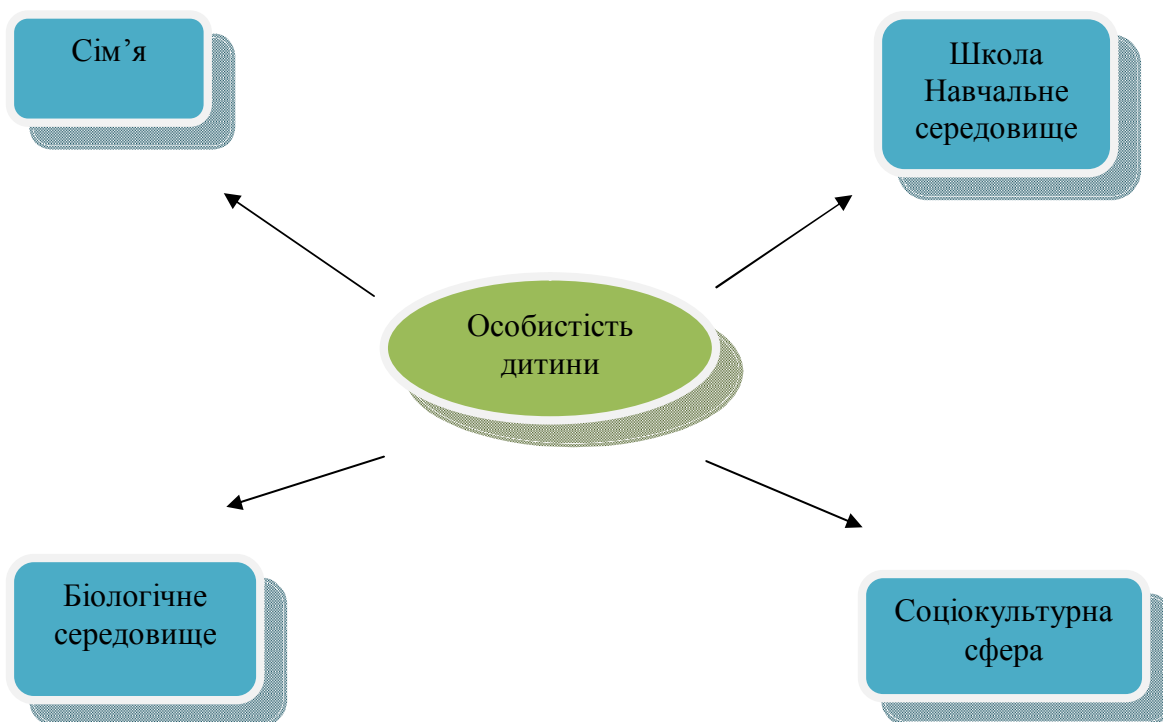 Сім’я
Школа
Навчальне
середовище
Особистість
дитини
Біологічне
середовище
Соціокультурна
сфера